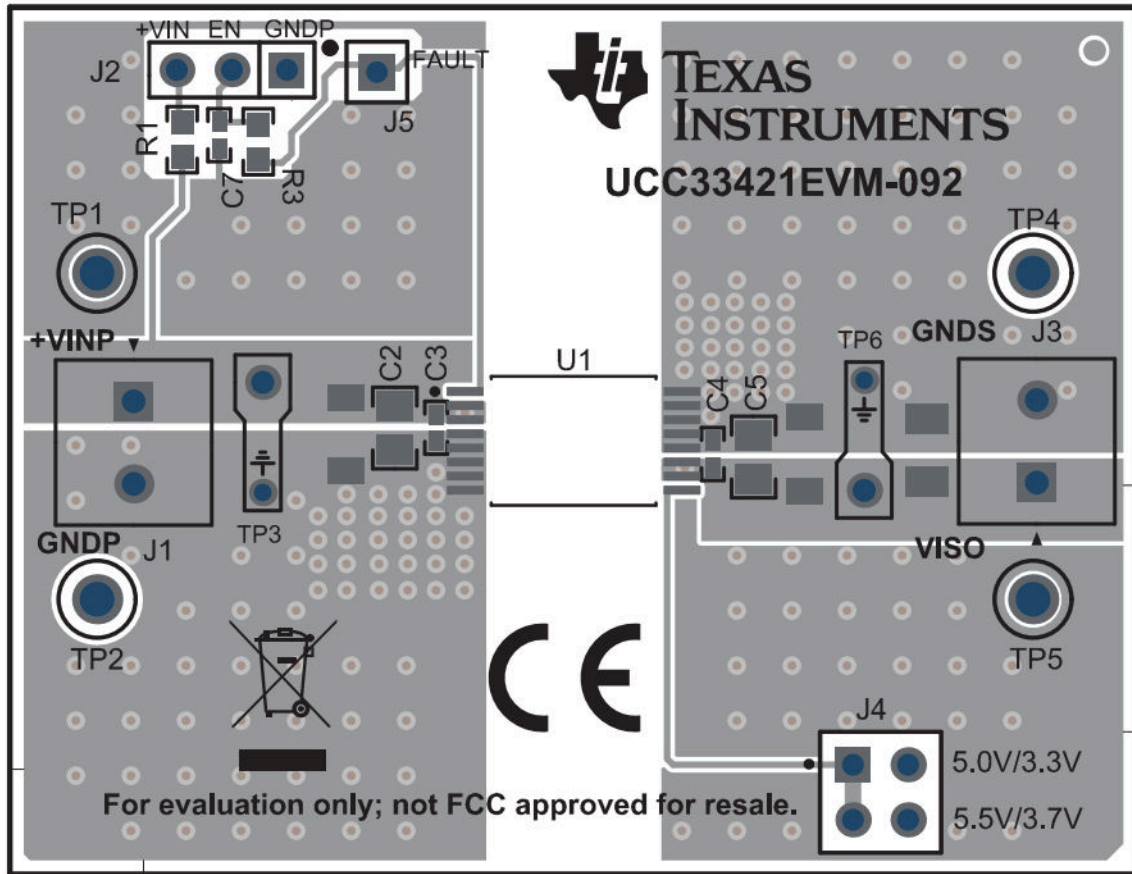 +VIN EN GNDP
J2
FAULT
J5
R1
C7
R3
TEXAS
INSTRUMENTS
UCC33421EVM-092
TP1
TP4
+VINP
GNDS
J3
TP6
C2
C3
U1
C4
C5
TP3
GNDP
J1
VISO
TP2
TP5
CE
J4
5.0V/3.3V
5.5V/3.7V
For evaluation only; not FCC approved for resale.